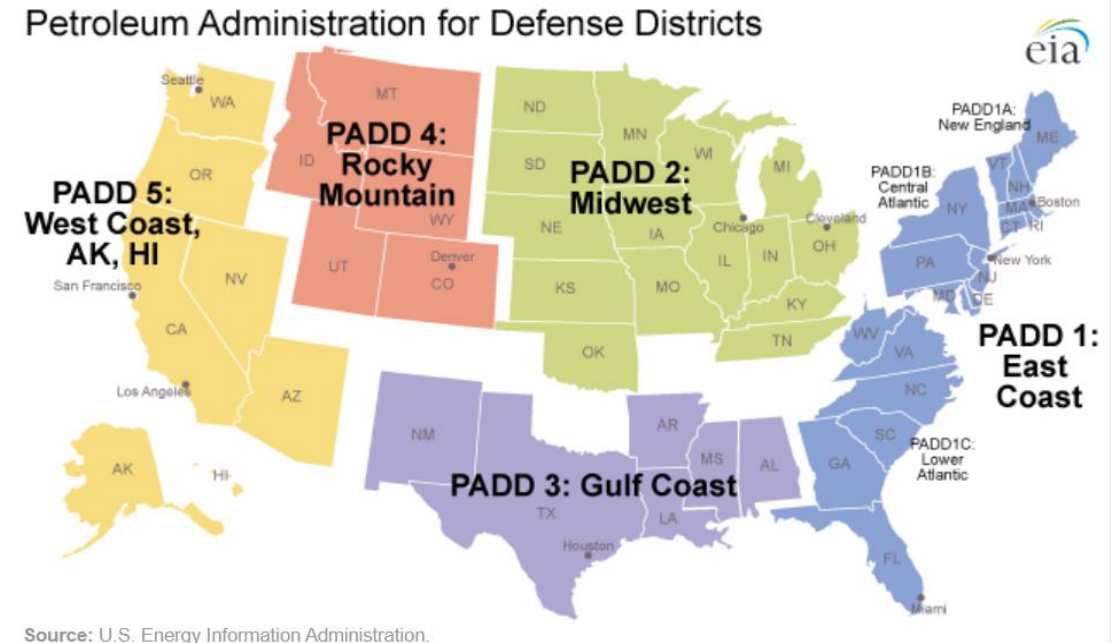 Petroleum Administration for Defense Districts
eia
Seattle
WA
MT
ND
MN
PADD1A:
New England
ME
PADD 4:
Rocky
Mountain
ID
OR
SD
WI
MI
VT
NH
PADD 5:
West Coast,
AK, HI
PADD 2:
Midwest
PADD1B:
Central
Atlantic
NY
MA
Boston
CT
RI
WY
NE
IA
Chicago
Cleveland
OH
UT
Denver
CO
NV
San Francisco
IL
IN
PA
New York
NJ
KS
MO
KY
MD
DE
CA
WV
VA
PADD 1:
East
Coast
OK
TN
Los Angeles
AZ
NC
NM
AR
SC
PADD1C:
Lower
Atlantic
AK
HI
MS
AL
GA
PADD 3: Gulf Coast
TX
LA
Houston
FL
Miami
Source: U.S. Energy Information Administration.